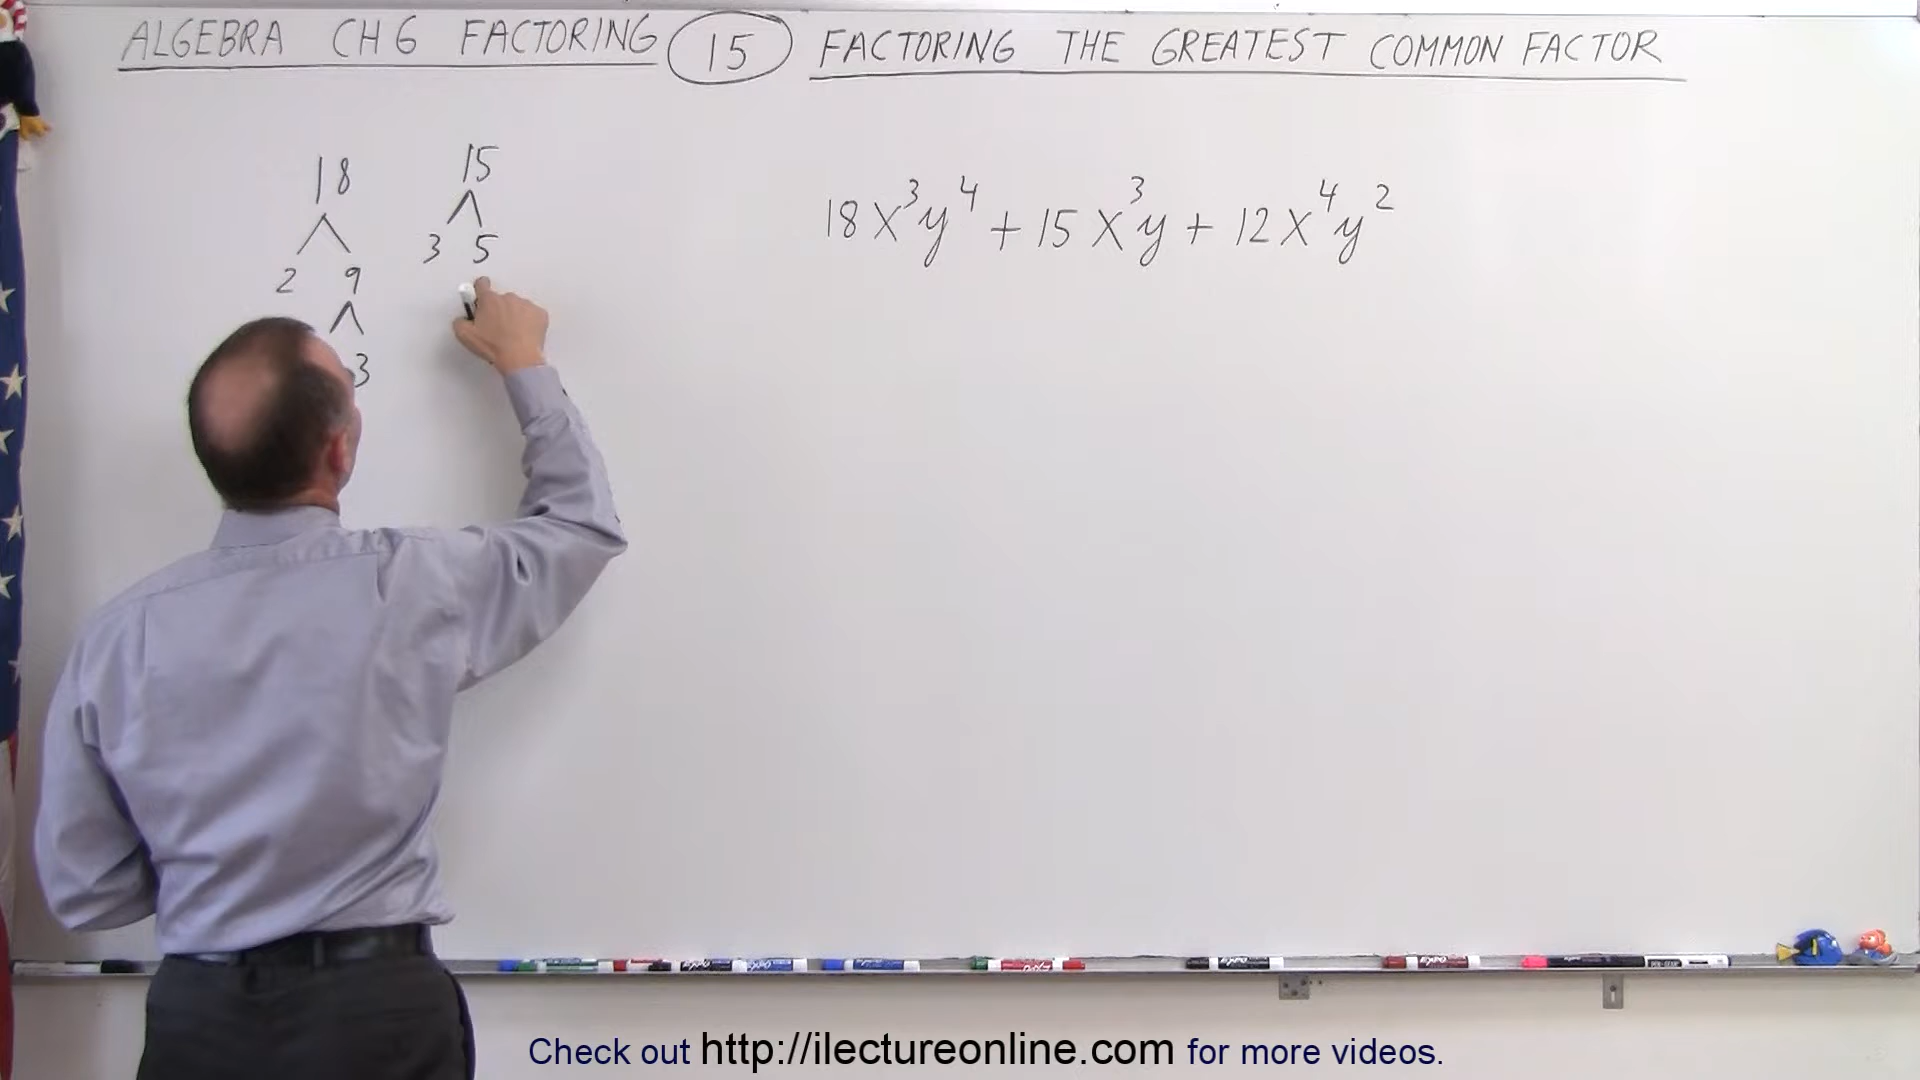 ALGEBRA CH 6 FACTORING 15 FACTORING THE GREATEST COMMON FACTOR
18 15
2 9 3 5
3
18x³y⁴ + 15x³y + 12x⁴y²
Check out http://ilectureonline.com for more videos.